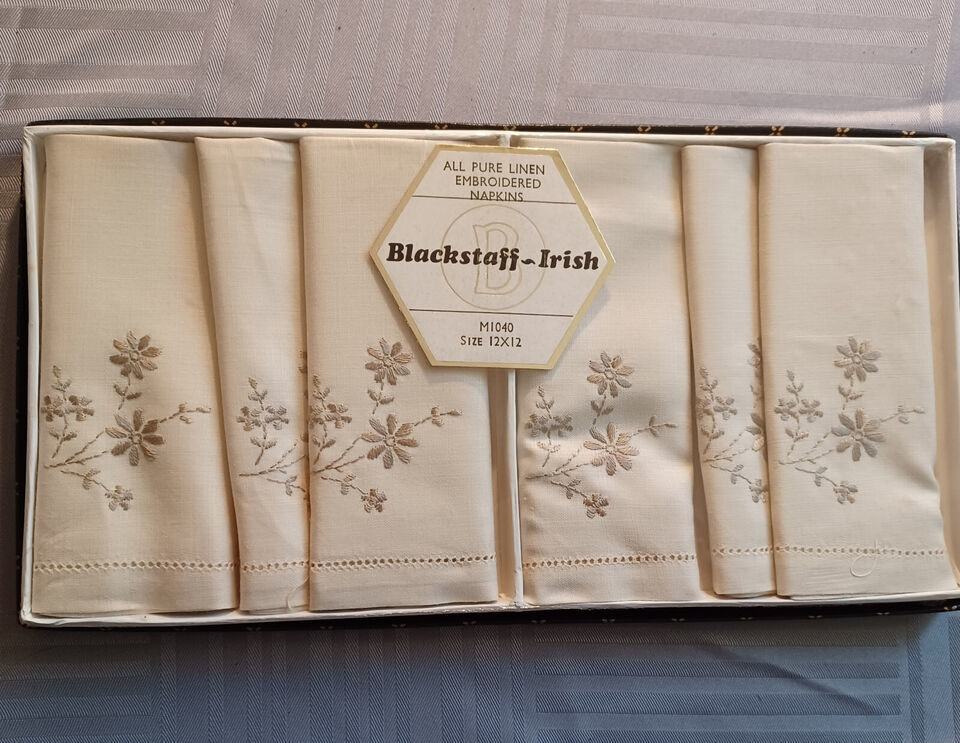 ALL PURE LINEN
EMBROIDERED
NAPKINS
B
Blackstaff~Irish
M1040
SIZE 12X12